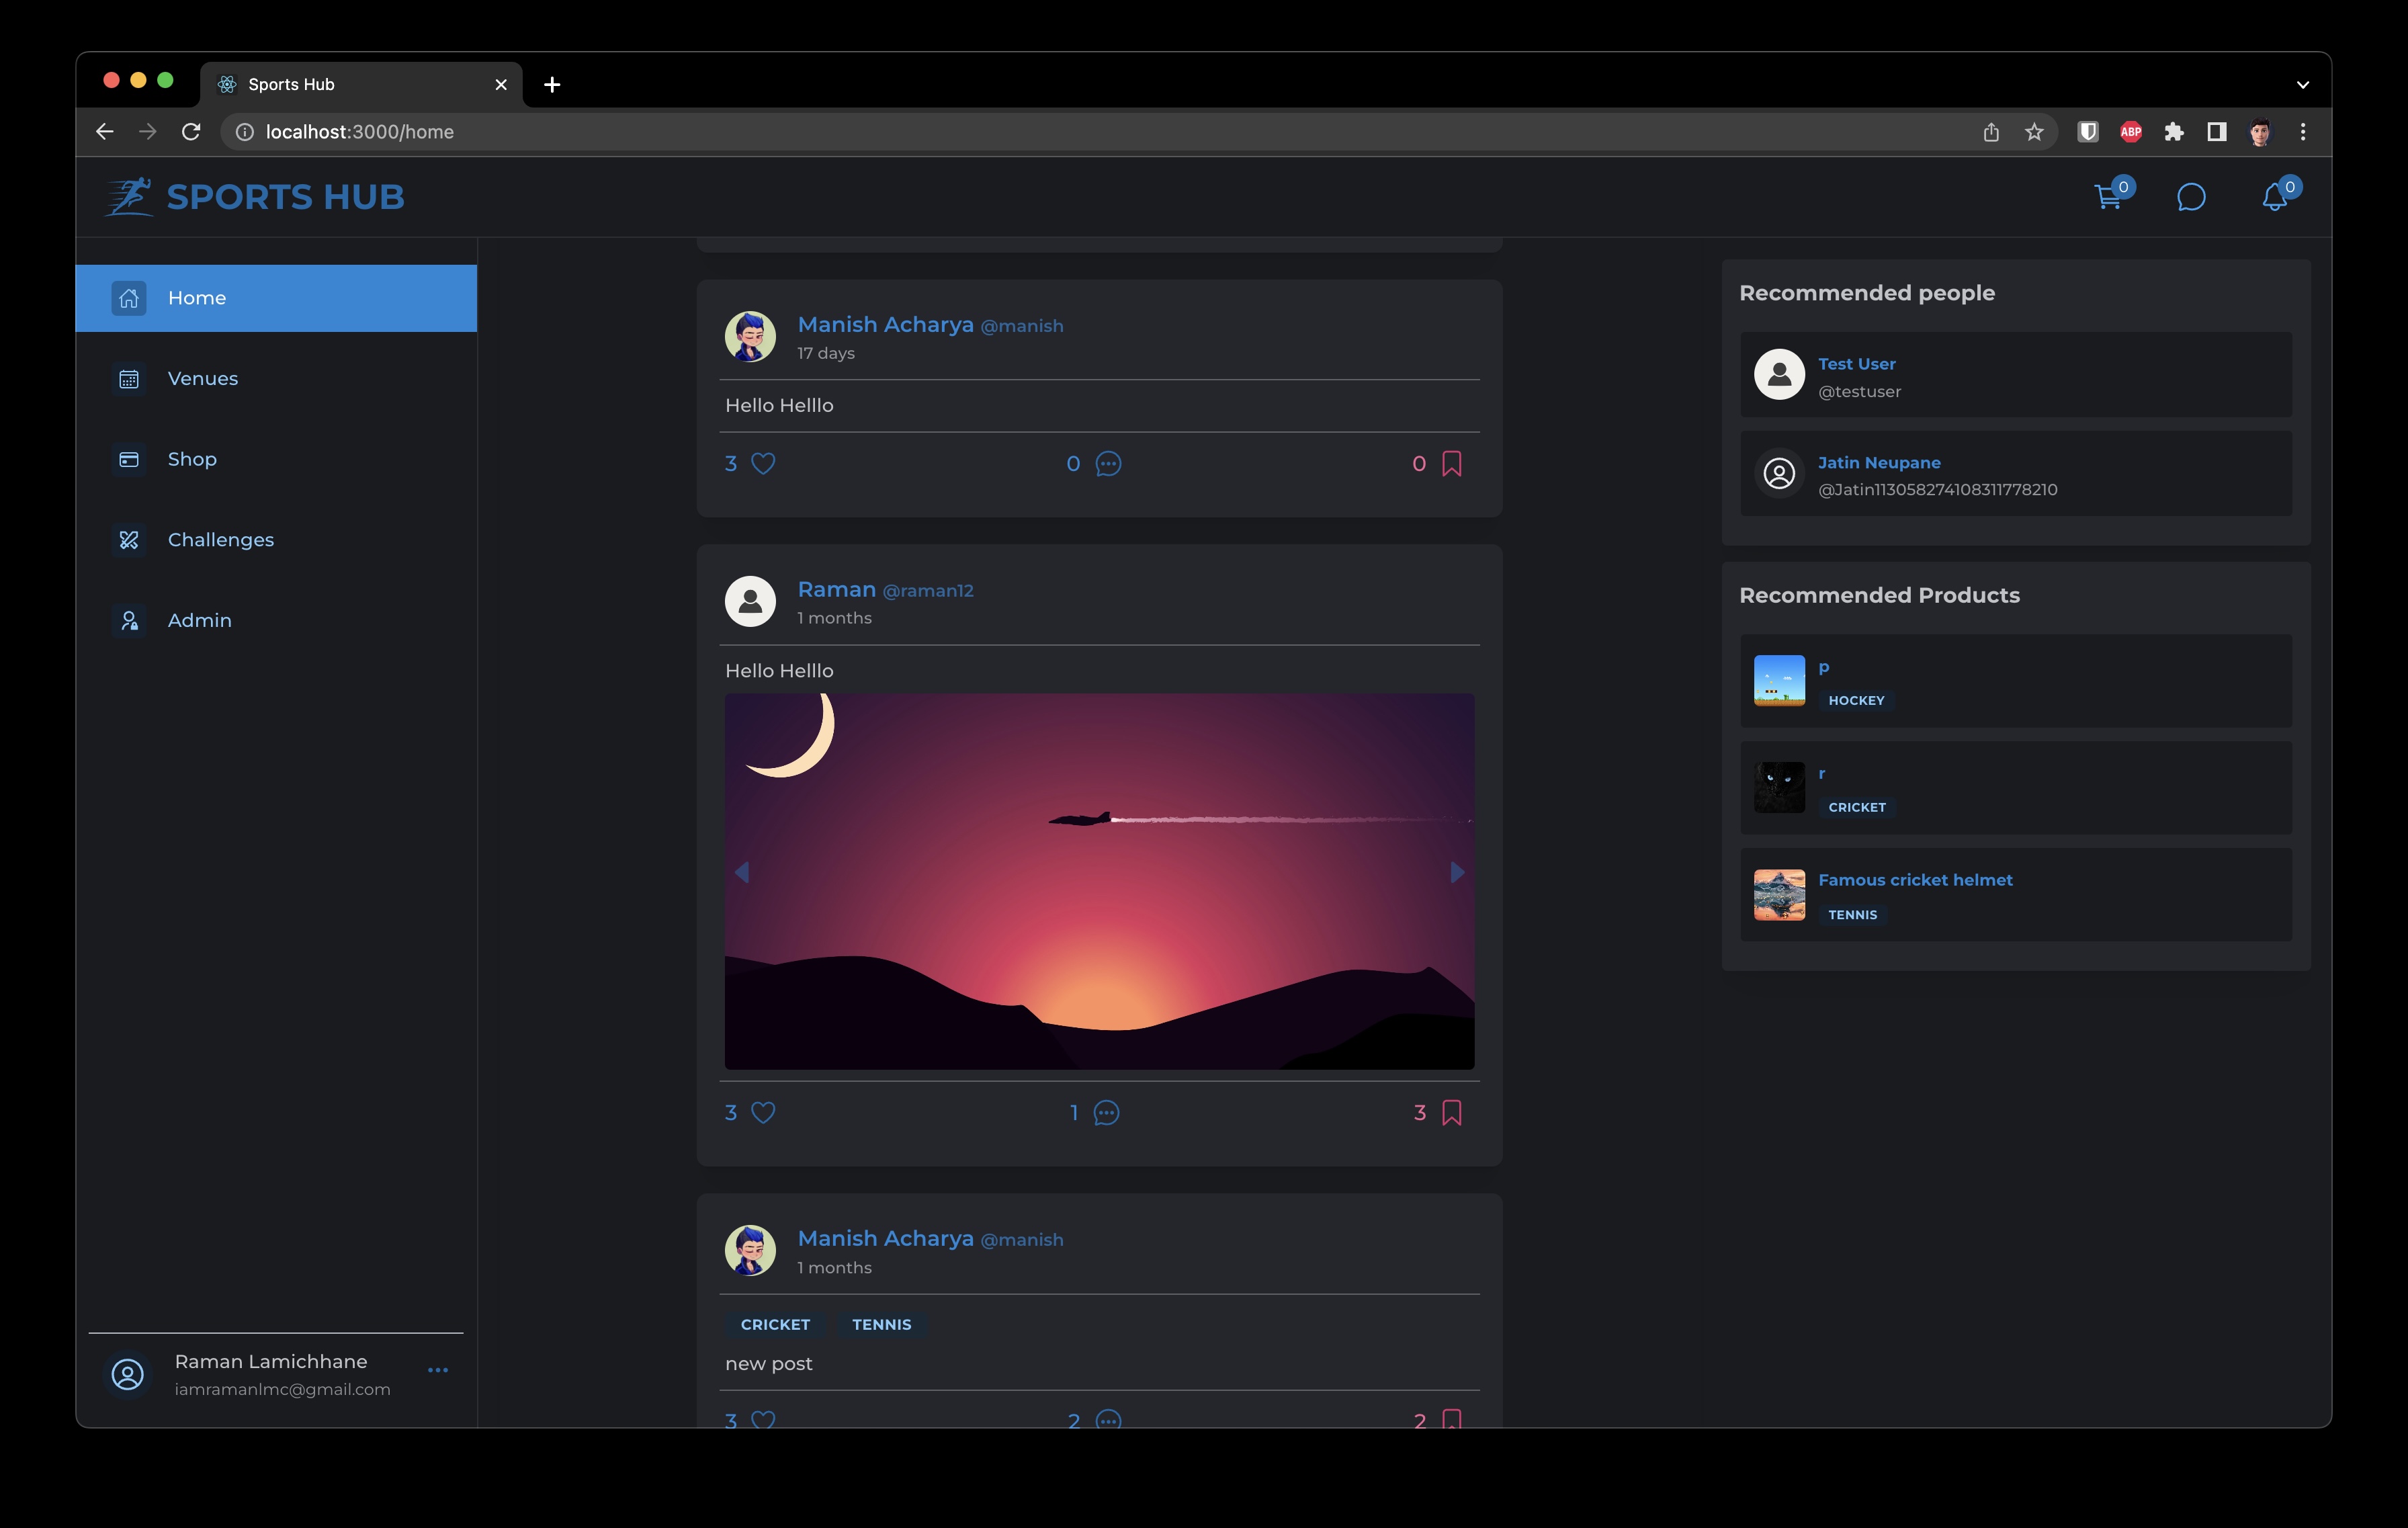 Sports Hub
localhost:3000/home
ABP
SPORTS HUB
0
0
Home
Venues
Shop
Challenges
Admin
Raman Lamichhane
iamramanlmc@gmail.com
Manish Acharya @manish
17 days
Hello Helllo
3
0
0
Raman @raman12
1 months
Hello Helllo
3
1
3
Manish Acharya @manish
1 months
CRICKET TENNIS
new post
3
2
2
Recommended people
Test User
@testuser
Jatin Neupane
@Jatin113058274108311778210
Recommended Products
p
HOCKEY
r
CRICKET
Famous cricket helmet
TENNIS